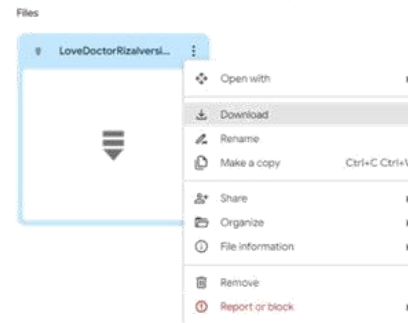 Files
LoveDoctorRizalversi...
Open with
Download
Rename
Make a copy Ctrl+C Ctrl+V
Share
Organize
File information
Remove
Report or block